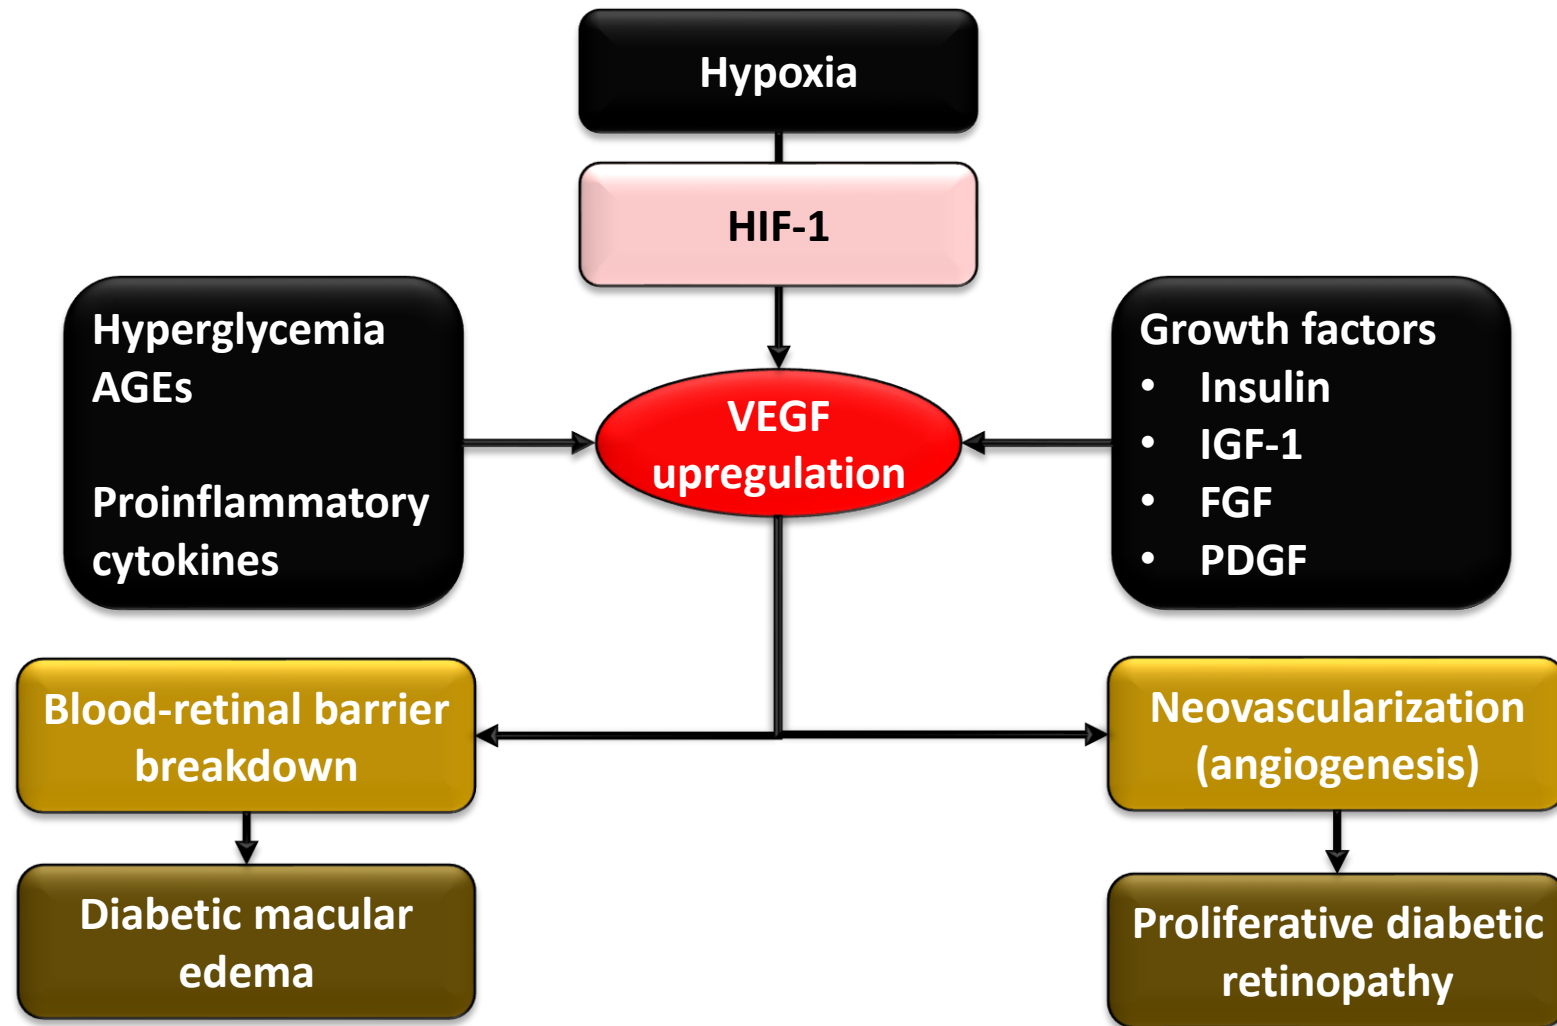 Hypoxia
HIF-1
Hyperglycemia
AGEs
Proinflammatory
cytokines
VEGF
upregulation
Growth factors
• Insulin
• IGF-1
• FGF
• PDGF
Blood-retinal barrier
breakdown
Neovascularization
(angiogenesis)
Diabetic macular
edema
Proliferative diabetic
retinopathy